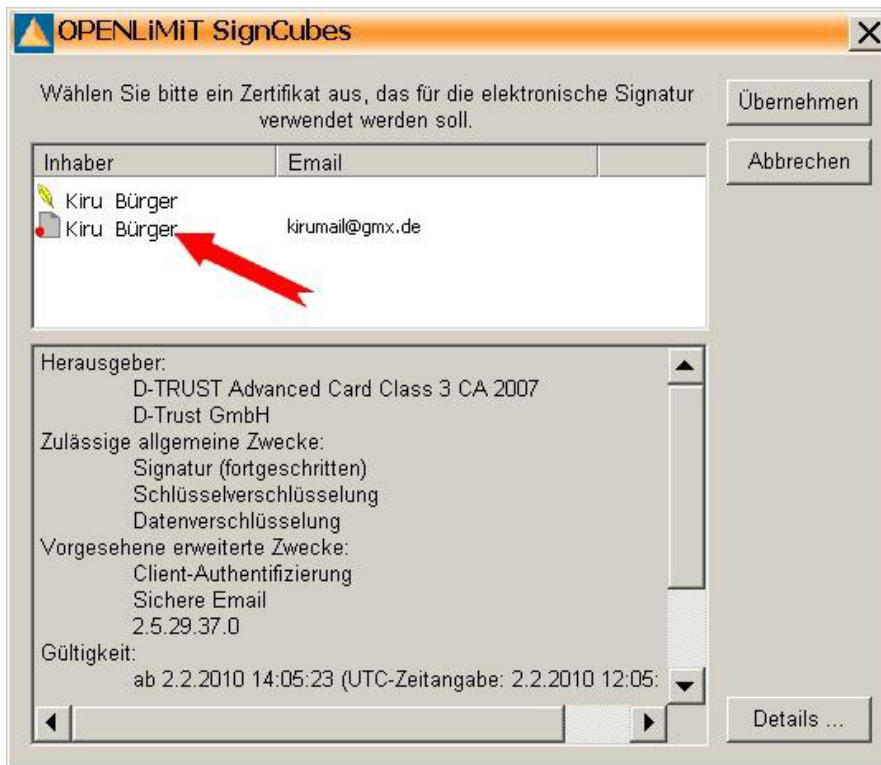 OPENLiMiT SignCubes
Wählen Sie bitte ein Zertifikat aus, das für die elektronische Signatur
verwendet werden soll.
Übernehmen
Abbrechen
Inhaber Email
Kiru Bürger
Kiru Bürger kirumail@gmx.de
Herausgeber:
D-TRUST Advanced Card Class 3 CA 2007
D-Trust GmbH
Zulässige allgemeine Zwecke:
Signatur (fortgeschritten)
Schlüsselverschlüsselung
Datenverschlüsselung
Vorgesehene erweiterte Zwecke:
Client-Authentifizierung
Sichere Email
2.5.29.37.0
Gültigkeit:
ab 2.2.2010 14:05:23 (UTC-Zeitangabe: 2.2.2010 12:05:
Details ...